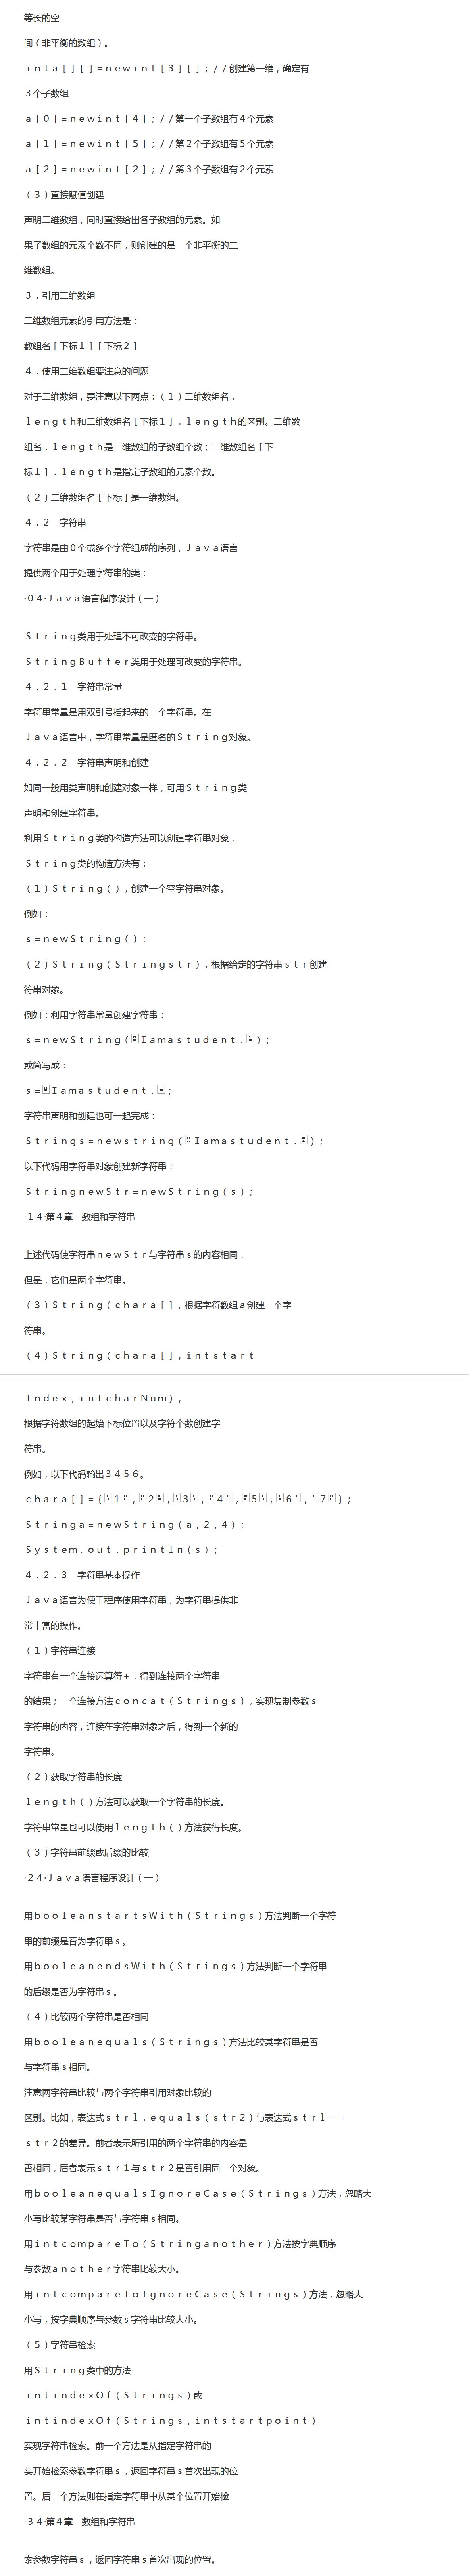 等长的空
间（非平衡的数组）。
ｉｎｔａ［］［］＝ｎｅｗｉｎｔ［３］［］；／／创建第一维，确定有
３个子数组
ａ［０］＝ｎｅｗｉｎｔ［４］；／／第一个子数组有４个元素
ａ［１］＝ｎｅｗｉｎｔ［５］；／／第２个子数组有５个元素
ａ［２］＝ｎｅｗｉｎｔ［２］；／／第３个子数组有２个元素
（３）直接赋值创建
声明二维数组，同时直接给出各子数组的元素。如
果子数组的元素个数不同，则创建的是一个非平衡的二
维数组。
３．引用二维数组
二维数组元素的引用方法是：
数组名［下标１］［下标２］
４．使用二维数组要注意的问题
对于二维数组，要注意以下两点：（１）二维数组名．
ｌｅｎｇｔｈ和二维数组名［下标１］．ｌｅｎｇｔｈ的区别。二维数
组名．ｌｅｎｇｔｈ是二维数组的子数组个数；二维数组名［下
标１］．ｌｅｎｇｔｈ是指定子数组的元素个数。
（２）二维数组名［下标］是一维数组。
４．２　字符串
字符串是由０个或多个字符组成的序列，Ｊａｖａ语言
提供两个用于处理字符串的类：
·０４·Ｊａｖａ语言程序设计（一）
Ｓｔｒｉｎｇ类用于处理不可改变的字符串。
ＳｔｒｉｎｇＢｕｆｆｅｒ类用于处理可改变的字符串。
４．２．１　字符串常量
字符串常量是用双引号括起来的一个字符串。在
Ｊａｖａ语言中，字符串常量是匿名的Ｓｔｒｉｎｇ对象。
４．２．２　字符串声明和创建
如同一般用类声明和创建对象一样，可用Ｓｔｒｉｎｇ类
声明和创建字符串。
利用Ｓｔｒｉｎｇ类的构造方法可以创建字符串对象，
Ｓｔｒｉｎｇ类的构造方法有：
（１）Ｓｔｒｉｎｇ（），创建一个空字符串对象。
例如：
ｓ＝ｎｅｗＳｔｒｉｎｇ（）；
（２）Ｓｔｒｉｎｇ（Ｓｔｒｉｎｇｓｔｒ），根据给定的字符串ｓｔｒ创建
符串对象。
例如：利用字符串常量创建字符串：
ｓ＝ｎｅｗＳｔｒｉｎｇ（Ｉａｍａｓｔｕｄｅｎｔ．）；
或简写成：
ｓ＝Ｉａｍａｓｔｕｄｅｎｔ．；
字符串声明和创建也可一起完成：
Ｓｔｒｉｎｇｓ＝ｎｅｗｓｔｒｉｎｇ（Ｉａｍａｓｔｕｄｅｎｔ．）；
以下代码用字符串对象创建新字符串：
ＳｔｒｉｎｇｎｅｗＳｔｒ＝ｎｅｗＳｔｒｉｎｇ（ｓ）；
·１４·第４章　数组和字符串
上述代码使字符串ｎｅｗＳｔｒ与字符串ｓ的内容相同，
但是，它们是两个字符串。
（３）Ｓｔｒｉｎｇ（ｃｈａｒａ［］，根据字符数组ａ创建一个字
符串。
（４）Ｓｔｒｉｎｇ（ｃｈａｒａ［］，ｉｎｔｓｔａｒｔ
Ｉｎｄｅｘ，ｉｎｔｃｈａｒＮｕｍ），
根据字符数组的起始下标位置以及字符个数创建字
符串。
例如，以下代码输出３４５６。
ｃｈａｒａ［］＝｛１，２，３，４，５，６，７｝；
Ｓｔｒｉｎｇａ＝ｎｅｗＳｔｒｉｎｇ（ａ，２，４）；
Ｓｙｓｔｅｍ．ｏｕｔ．ｐｒｉｎｔｌｎ（ｓ）；
４．２．３　字符串基本操作
Ｊａｖａ语言为便于程序使用字符串，为字符串提供非
常丰富的操作。
（１）字符串连接
字符串有一个连接运算符＋，得到连接两个字符串
的结果；一个连接方法ｃｏｎｃａｔ（Ｓｔｒｉｎｇｓ），实现复制参数ｓ
字符串的内容，连接在字符串对象之后，得到一个新的
字符串。
（２）获取字符串的长度
ｌｅｎｇｔｈ（）方法可以获取一个字符串的长度。
字符串常量也可以使用ｌｅｎｇｔｈ（）方法获得长度。
（３）字符串前缀或后缀的比较
·２４·Ｊａｖａ语言程序设计（一）
用ｂｏｏｌｅａｎｓｔａｒｔｓＷｉｔｈ（Ｓｔｒｉｎｇｓ）方法判断一个字符
串的前缀是否为字符串ｓ。
用ｂｏｏｌｅａｎｅｎｄｓＷｉｔｈ（Ｓｔｒｉｎｇｓ）方法判断一个字符串
的后缀是否为字符串ｓ。
（４）比较两个字符串是否相同
用ｂｏｏｌｅａｎｅｑｕａｌｓ（Ｓｔｒｉｎｇｓ）方法比较某字符串是否
与字符串ｓ相同。
注意两字符串比较与两个字符串引用对象比较的
区别。比如，表达式ｓｔｒｌ．ｅｑｕａｌｓ（ｓｔｒ２）与表达式ｓｔｒｌ＝＝
ｓｔｒ２的差异。前者表示所引用的两个字符串的内容是
否相同，后者表示ｓｔｒ１与ｓｔｒ２是否引用同一个对象。
用ｂｏｏｌｅａｎｅｑｕａｌｓＩｇｎｏｒｅＣａｓｅ（Ｓｔｒｉｎｇｓ）方法，忽略大
小写比较某字符串是否与字符串ｓ相同。
用ｉｎｔｃｏｍｐａｒｅＴｏ（Ｓｔｒｉｎｇａｎｏｔｈｅｒ）方法按字典顺序
与参数ａｎｏｔｈｅｒ字符串比较大小。
用ｉｎｔｃｏｍｐａｒｅＴｏＩｇｎｏｒｅＣａｓｅ（Ｓｔｒｉｎｇｓ）方法，忽略大
小写，按字典顺序与参数ｓ字符串比较大小。
（５）字符串检索
用Ｓｔｒｉｎｇ类中的方法
ｉｎｔｉｎｄｅｘＯｆ（Ｓｔｒｉｎｇｓ）或
ｉｎｔｉｎｄｅｘＯｆ（Ｓｔｒｉｎｇｓ，ｉｎｔｓｔａｒｔｐｏｉｎｔ）
实现字符串检索。前一个方法是从指定字符串的
头开始检索参数字符串ｓ，返回字符串ｓ首次出现的位
置。后一个方法则在指定字符串中从某个位置开始检
·３４·第４章　数组和字符串
索参数字符串ｓ，返回字符串ｓ首次出现的位置。